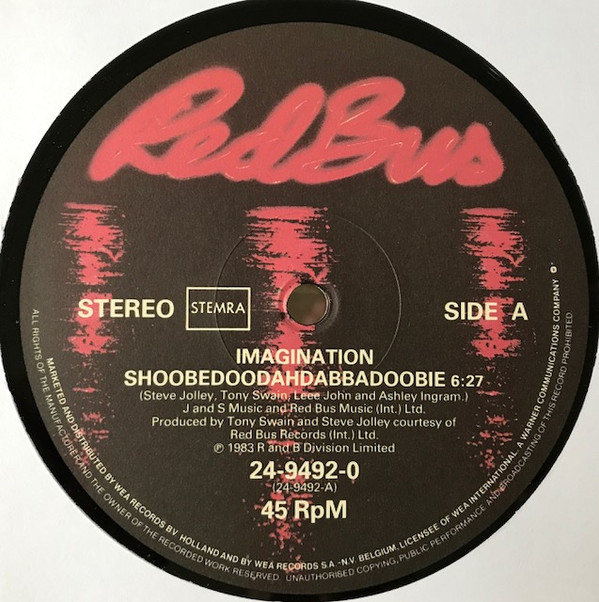 Red Bus
STEREO
STEMRA
SIDE A
IMAGINATION
SHOOBEDOODAHDABBADOOBIE 6:27
(Steve Jolley, Tony Swain, Leee John and Ashley Ingram.)
J and S Music and Red Bus Music (Int.) Ltd.
Produced by Tony Swain and Steve Jolley courtesy of
Red Bus Records (Int.) Ltd.
℗ 1983 R and B Division Limited
24-9492-0
(24-9492-A)
45 RpM
MARKETED AND DISTRIBUTED BY WEA RECORDS BV HOLLAND AND BY WEA RECORDS S.A.-N.V. BELGIUM, LICENSEE OF WEA INTERNATIONAL. A WARNER COMMUNICATIONS COMPANY
ALL RIGHTS OF THE MANUFACTURER AND THE OWNER OF THE RECORDED WORK RESERVED. UNAUTHORISED COPYING, PUBLIC PERFORMANCE AND BROADCASTING OF THIS RECORD PROHIBITED